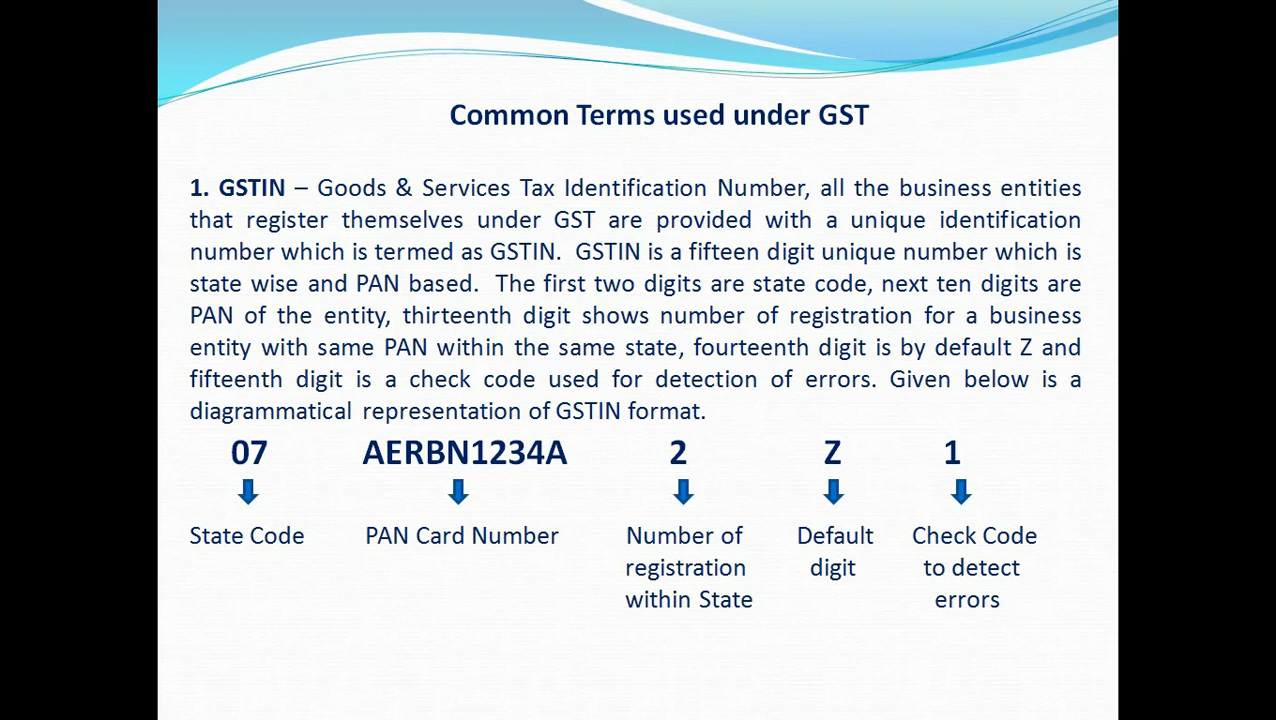 Common Terms used under GST
1. GSTIN – Goods & Services Tax Identification Number, all the business entities
that register themselves under GST are provided with a unique identification
number which is termed as GSTIN. GSTIN is a fifteen digit unique number which is
state wise and PAN based. The first two digits are state code, next ten digits are
PAN of the entity, thirteenth digit shows number of registration for a business
entity with same PAN within the same state, fourteenth digit is by default Z and
fifteenth digit is a check code used for detection of errors. Given below is a
diagrammatical representation of GSTIN format.
07 AERBN1234A 2 Z 1
State Code PAN Card Number Number of Default Check Code
registration digit to detect
within State errors